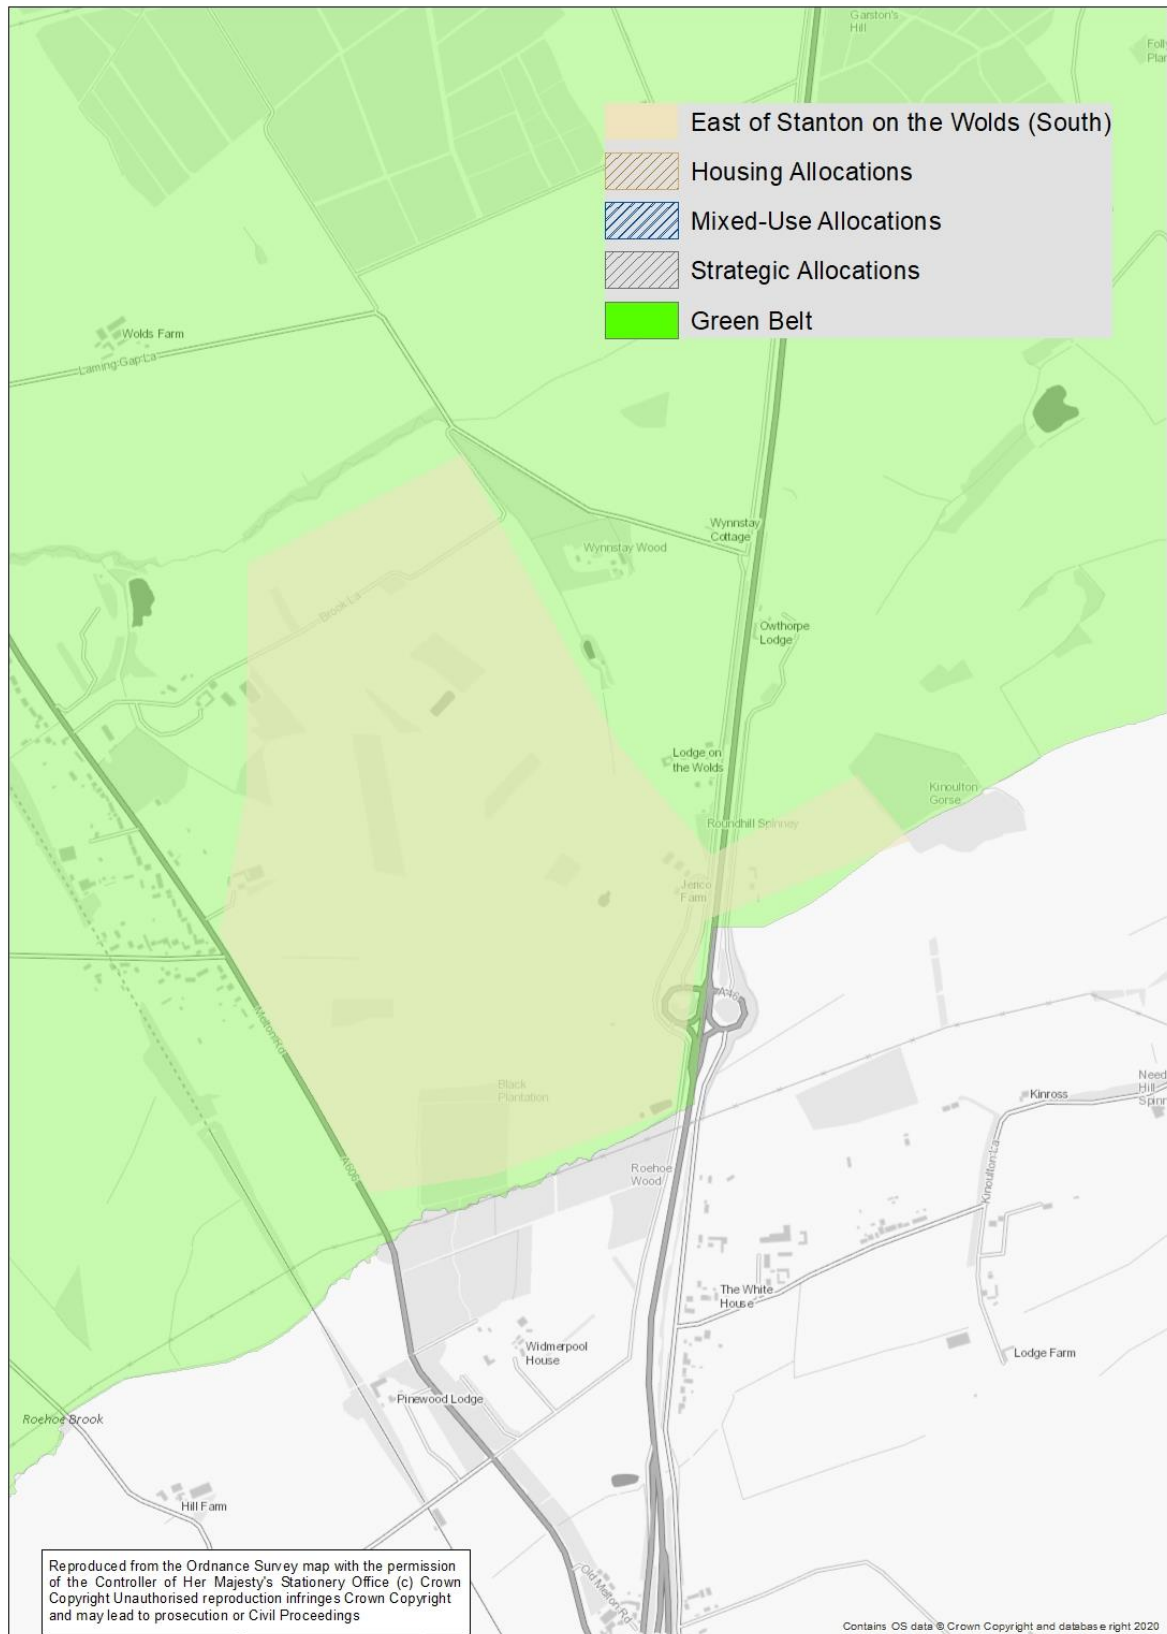 Garston's
Hill
East of Stanton on the Wolds (South)
Housing Allocations
Mixed-Use Allocations
Strategic Allocations
Green Belt
Wolds Farm
Laming Gap La
Wynnstay
Cottage
Wynnstay Wood
Brook La
Owthorpe
Lodge
Lodge on
the Wolds
Kinoulton
Gorse
Roundhill Spinney
Jerico
Farm
A46
Melton Rd
Black
Plantation
Kinross
Hill
Spinn
A606
Roehoe
Wood
Kinoulton La
The White
House
Widmerpool
House
Lodge Farm
Pinewood Lodge
Roehoe Brook
Hill Farm
Old Melton Rd
Reproduced from the Ordnance Survey map with the permission
of the Controller of Her Majesty's Stationery Office (c) Crown
Copyright Unauthorised reproduction infringes Crown Copyright
and may lead to prosecution or Civil Proceedings
Contains OS data © Crown Copyright and database right 2020